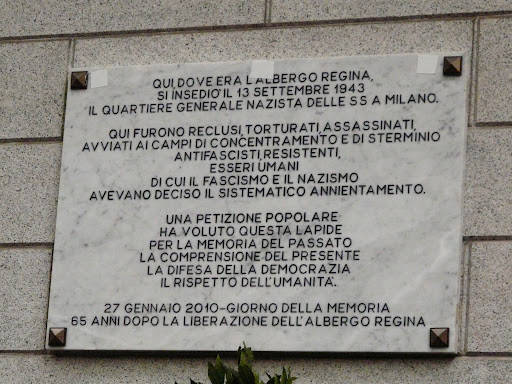 QUI, DOVE ERA L'ALBERGO REGINA,
SI INSEDIÒ IL 13 SETTEMBRE 1943
IL QUARTIERE GENERALE NAZISTA DELLE SS A MILANO.
QUI FURONO RECLUSI, TORTURATI, ASSASSINATI,
AVVIATI AI CAMPI DI CONCENTRAMENTO E DI STERMINIO
ANTIFASCISTI, RESISTENTI,
ESSERI UMANI
DI CUI IL FASCISMO E IL NAZISMO
AVEVANO DECISO IL SISTEMATICO ANNIENTAMENTO.
UNA PETIZIONE POPOLARE
HA VOLUTO QUESTA LAPIDE
PER LA MEMORIA DEL PASSATO
LA COMPRENSIONE DEL PRESENTE
LA DIFESA DELLA DEMOCRAZIA
IL RISPETTO DELL'UMANITA'.
27 GENNAIO 2010-GIORNO DELLA MEMORIA
65 ANNI DOPO LA LIBERAZIONE DELL'ALBERGO REGINA